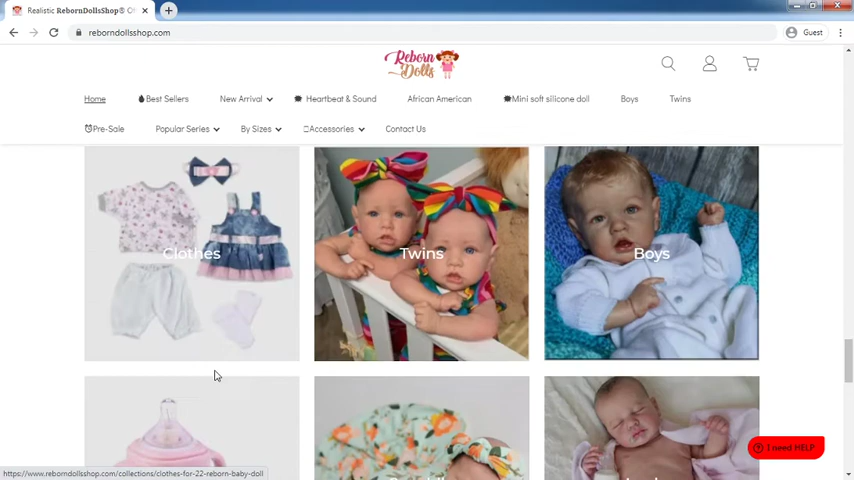 Realistic RebornDollsShop®
reborndollsshop.com
Guest
Reborn
Dolls
Home
Best Sellers
New Arrival
Heartbeat & Sound
African American
Mini soft silicone doll
Boys
Twins
Pre-Sale
Popular Series
By Sizes
Accessories
Contact Us
Clothes
Twins
Boys
I need HELP
https://www.reborndollsshop.com/collections/clothes-for-22-reborn-baby-doll